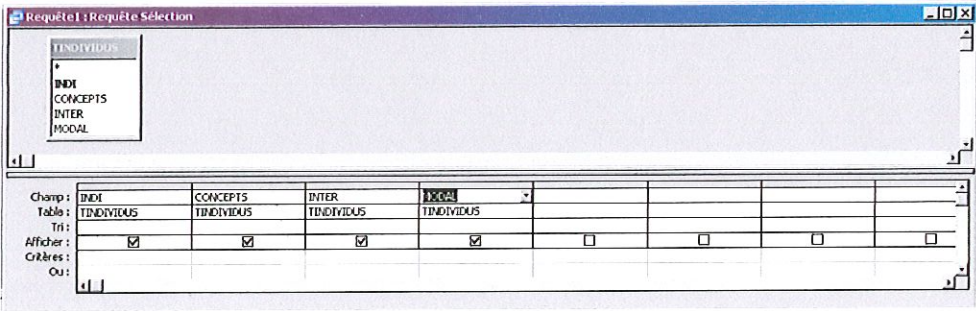 Requête1 : Requête Sélection
TINDIVIDUS
*
INDI
CONCEPTS
INTER
MODAL
Champ : INDI CONCEPTS INTER MODAL
Table : TINDIVIDUS TINDIVIDUS TINDIVIDUS TINDIVIDUS
Tri :
Afficher :
Critères :
Ou :